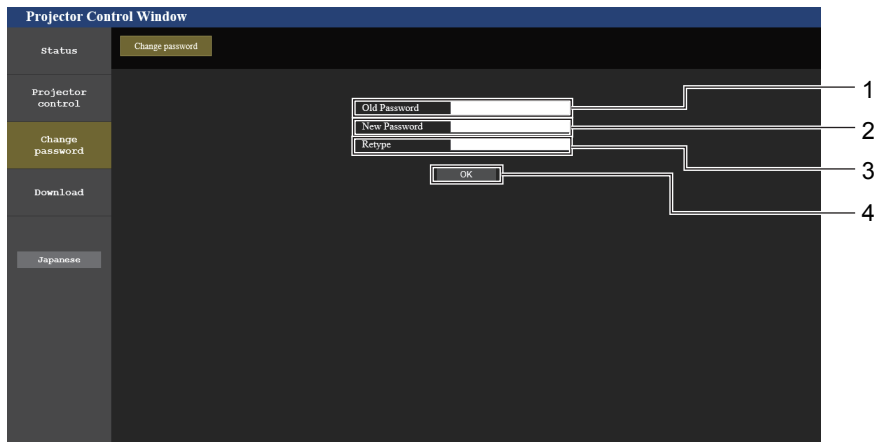 Projector Control Window
Status
Change password
Projector
control
Change
password
Download
Japanese
Old Password
New Password
Retype
OK
1
2
3
4